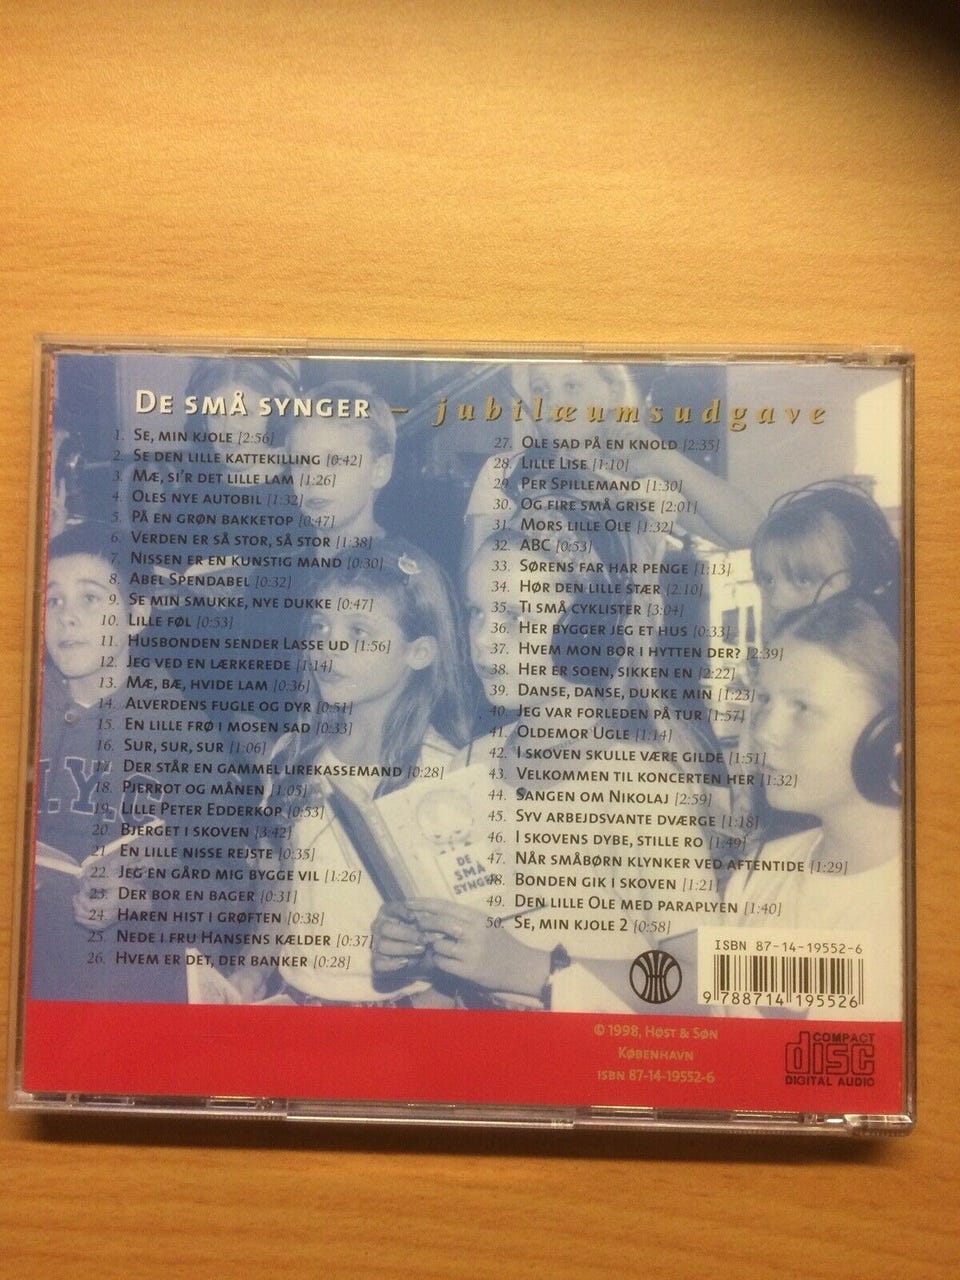 De små synger – jubilæumsudgave
1. Se, min kjole [2:56]
2. Se den lille kattekilling [0:42]
3. Mæ, si'r det lille lam [1:26]
4. Oles nye autobil [1:32]
5. På en grøn bakketop [0:47]
6. Verden er så stor, så stor [1:38]
7. Nissen er en kunstig mand [0:30]
8. Abel Spendabel [0:32]
9. Se min smukke, nye dukke [0:47]
10. Lille føl [0:53]
11. Husbonden sender Lasse ud [1:56]
12. Jeg ved en lærkerede [1:14]
13. Mæ, bæ, hvide lam [0:36]
14. Alverdens fugle og dyr [0:51]
15. En lille frø i mosen sad [0:33]
16. Sur, sur, sur [1:06]
17. Der står en gammel lirekassemand [0:28]
18. Pjerrot og månen [1:05]
19. Lille Peter Edderkop [0:53]
20. Bjerget i skoven [3:42]
21. En lille nisse rejste [0:35]
22. Jeg en gård mig bygge vil [1:26]
23. Der bor en bager [0:31]
24. Haren hist i grøften [0:38]
25. Nede i fru Hansens kælder [0:37]
26. Hvem er det, der banker [0:28]
27. Ole sad på en knold [2:35]
28. Lille Lise [1:10]
29. Per Spillemand [1:30]
30. Og fire små grise [2:01]
31. Mors lille Ole [1:32]
32. ABC [0:53]
33. Sørens far har penge [1:13]
34. Hør den lille stær [2:10]
35. Ti små cyklister [3:04]
36. Her bygger jeg et hus [0:33]
37. Hvem mon bor i hytten der? [2:39]
38. Her er soen, sikken en [2:22]
39. Danse, danse, dukke min [1:23]
40. Jeg var forleden på tur [1:57]
41. Oldemor Ugle [1:14]
42. I skoven skulle være gilde [1:51]
43. Velkommen til koncerten her [1:32]
44. Sangen om Nikolaj [2:59]
45. Syv arbejdsvante dværge [1:18]
46. I skovens dybe, stille ro [1:49]
47. Når småbørn klynker ved aftentide [1:29]
48. Bonden gik i skoven [1:21]
49. Den lille Ole med paraplyen [1:40]
50. Se, min kjole 2 [0:58]
DE
SMÅ
SYNGER
ISBN 87-14-19552-6
9 788714 195526
© 1998, Høst & Søn
København
ISBN 87-14-19552-6
COMPACT
disc
DIGITAL AUDIO